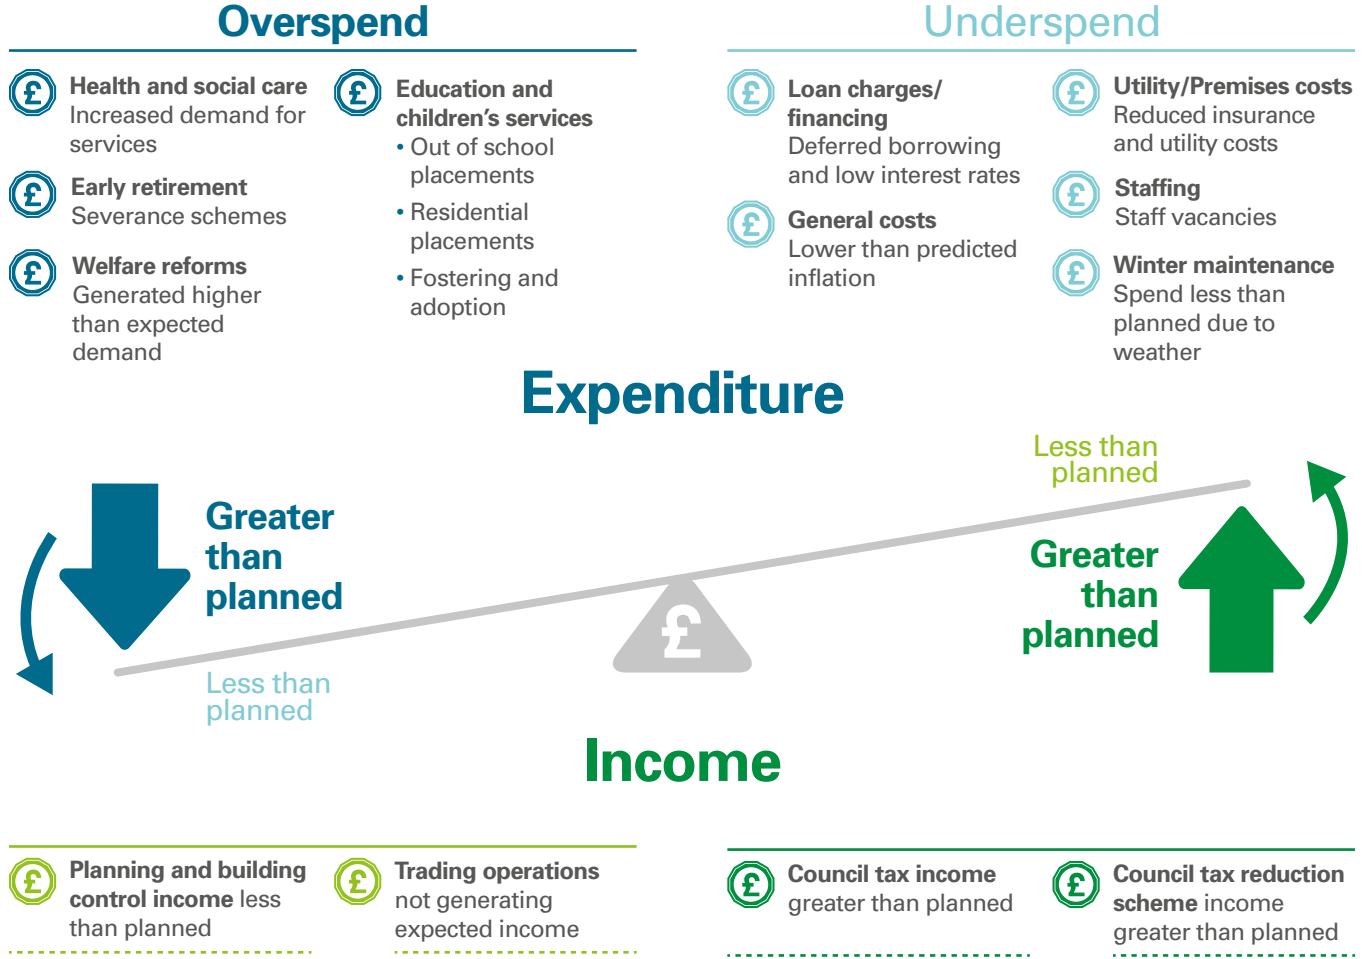 Overspend
£ Health and social care
Increased demand for
services
£ Early retirement
Severance schemes
£ Welfare reforms
Generated higher
than expected
demand
£ Education and
children’s services
• Out of school
placements
• Residential
placements
• Fostering and
adoption
Underspend
£ Loan charges/
financing
Deferred borrowing
and low interest rates
£ General costs
Lower than predicted
inflation
£ Utility/Premises costs
Reduced insurance
and utility costs
£ Staffing
Staff vacancies
£ Winter maintenance
Spend less than
planned due to
weather
Expenditure
Greater
than
planned
Less than
planned
£
Less than
planned
Greater
than
planned
Income
£ Planning and building
control income less
than planned
£ Trading operations
not generating
expected income
£ Council tax income
greater than planned
£ Council tax reduction
scheme income
greater than planned